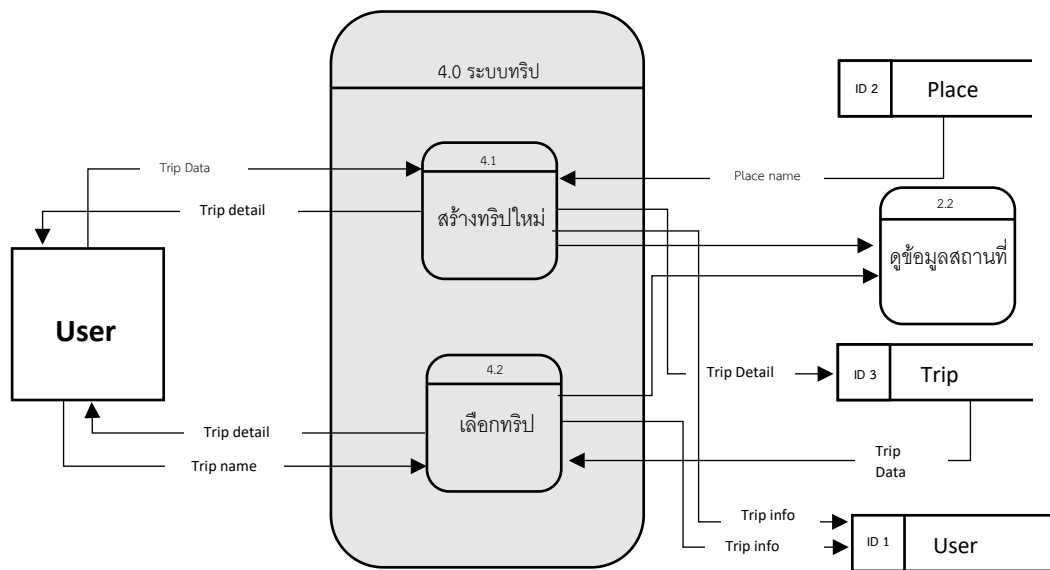 4.0 ระบบทริป
ID 2
Place
4.1
สร้างทริปใหม่
Trip Data
Trip detail
Place name
2.2
ดูข้อมูลสถานที่
User
4.2
เลือกทริป
Trip Detail
ID 3
Trip
Trip detail
Trip name
Trip
Data
Trip info
Trip info
ID 1
User